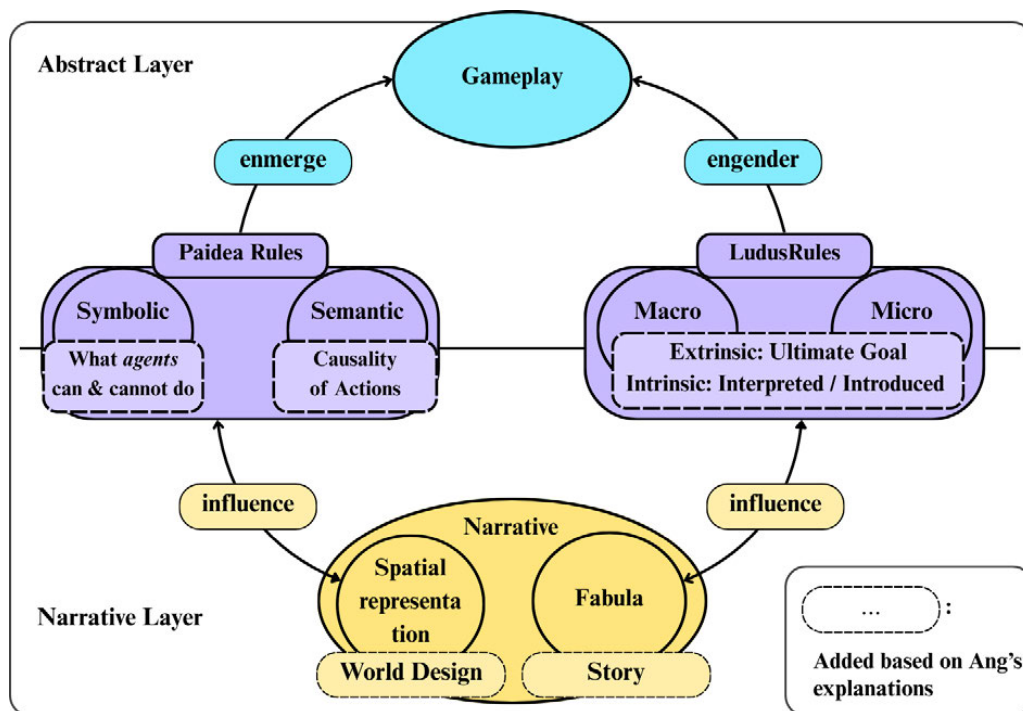 Abstract Layer
Gameplay
enmerge
engender
Paidea Rules
LudusRules
Symbolic
Semantic
Macro
Micro
What agents
can & cannot do
Causality
of Actions
Extrinsic: Ultimate Goal
Intrinsic: Interpreted / Introduced
influence
influence
Narrative
Spatial
representa
tion
Fabula
Narrative Layer
World Design
Story
... :
Added based on Ang's
explanations